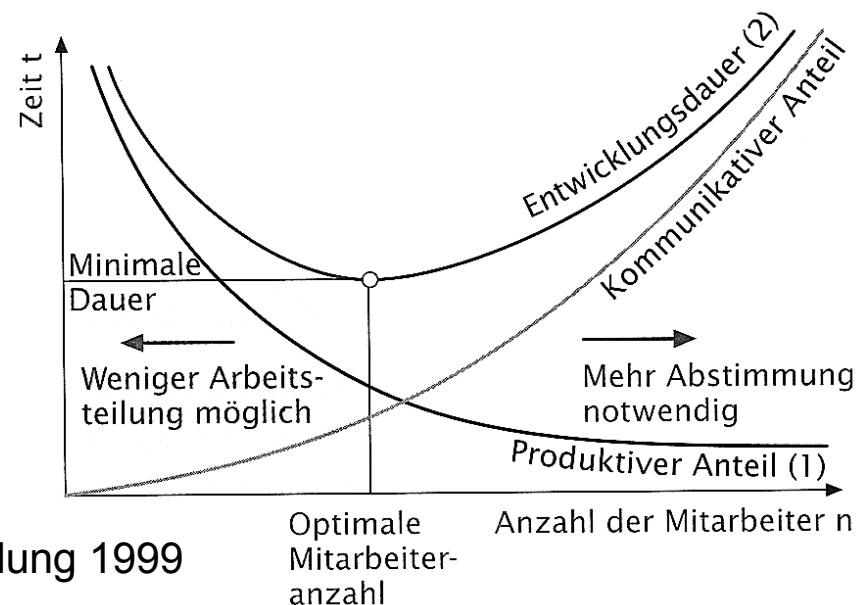 Zeit t
Entwicklungsdauer (2)
Kommunikativer Anteil
Minimale
Dauer
Weniger Arbeits-
teilung möglich
Mehr Abstimmung
notwendig
Produktiver Anteil (1)
Optimale
Mitarbeiter-
anzahl
Anzahl der Mitarbeiter n
1999